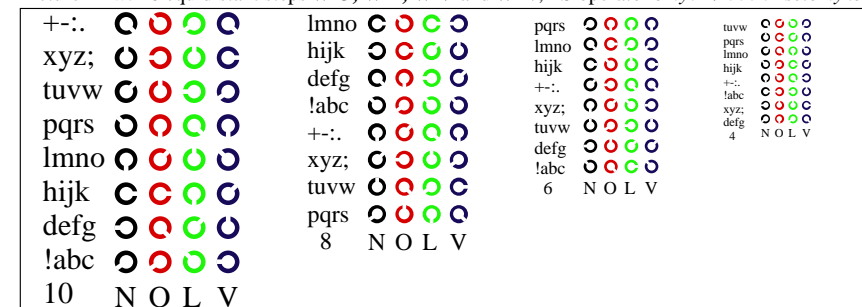 +-:.
xyz;
tuvw
pqrs
lmno
hijk
defg
!abc
10 N O L V
lmno
hijk
defg
!abc
+-:.
xyz;
tuvw
pqrs
8 N O L V
pqrs
lmno
hijk
+-:.
xyz;
tuvw
defg
!abc
6 N O L V
tuvw
pqrs
lmno
hijk
+-:.
!abc
xyz;
defg
4 N O L V